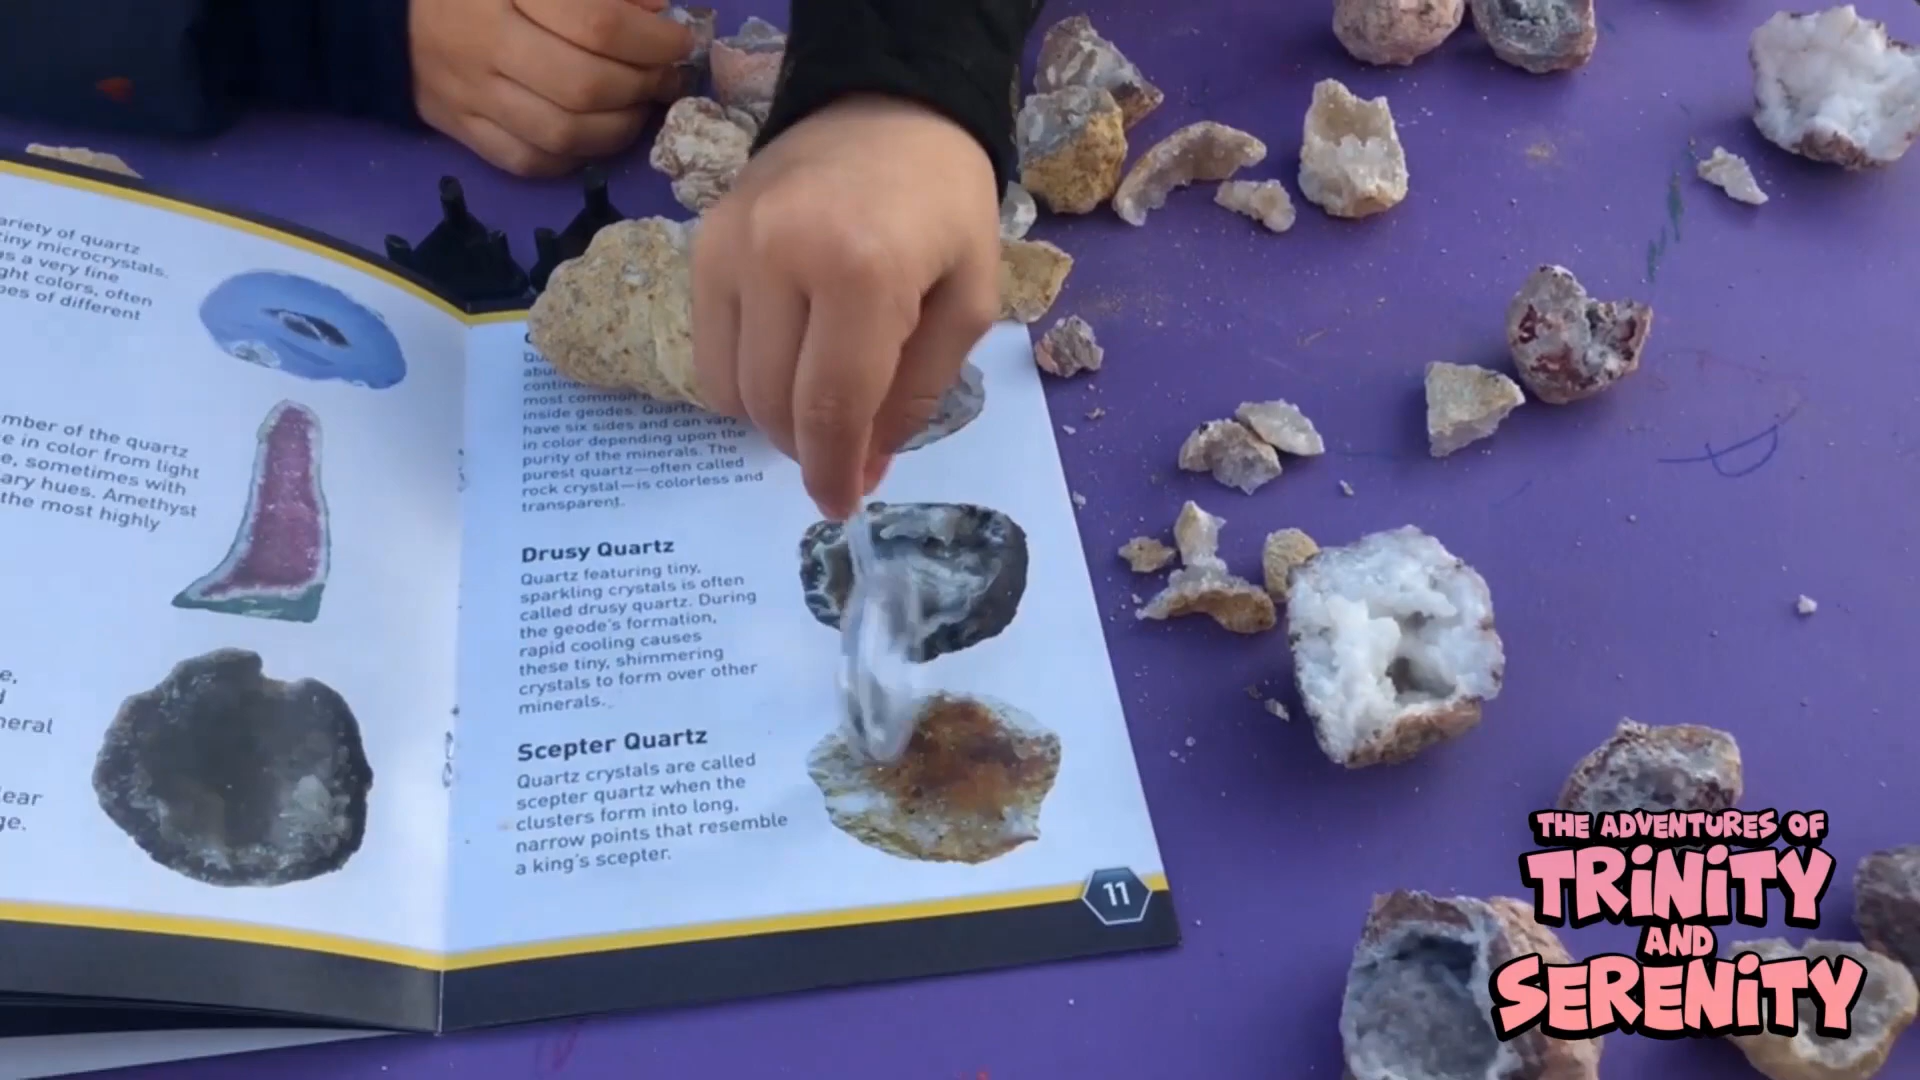 ariety of quartz
tiny microcrystals.
as a very fine
ght colors, often
pes of different
mber of the quartz
e in color from light
e, sometimes with
ary hues. Amethyst
the most highly
e,
d
neral
lear
ge.
most common
inside geodes. Quartz
have six sides and can vary
in color depending upon the
purity of the minerals. The
purest quartz—often called
rock crystal—is colorless and
transparent.
Drusy Quartz
Quartz featuring tiny,
sparkling crystals is often
called drusy quartz. During
the geode's formation,
rapid cooling causes
these tiny, shimmering
crystals to form over other
minerals.
Scepter Quartz
Quartz crystals are called
scepter quartz when the
clusters form into long,
narrow points that resemble
a king's scepter.
11
THE ADVENTURES OF
TRiNiTY
AND
SERENiTY